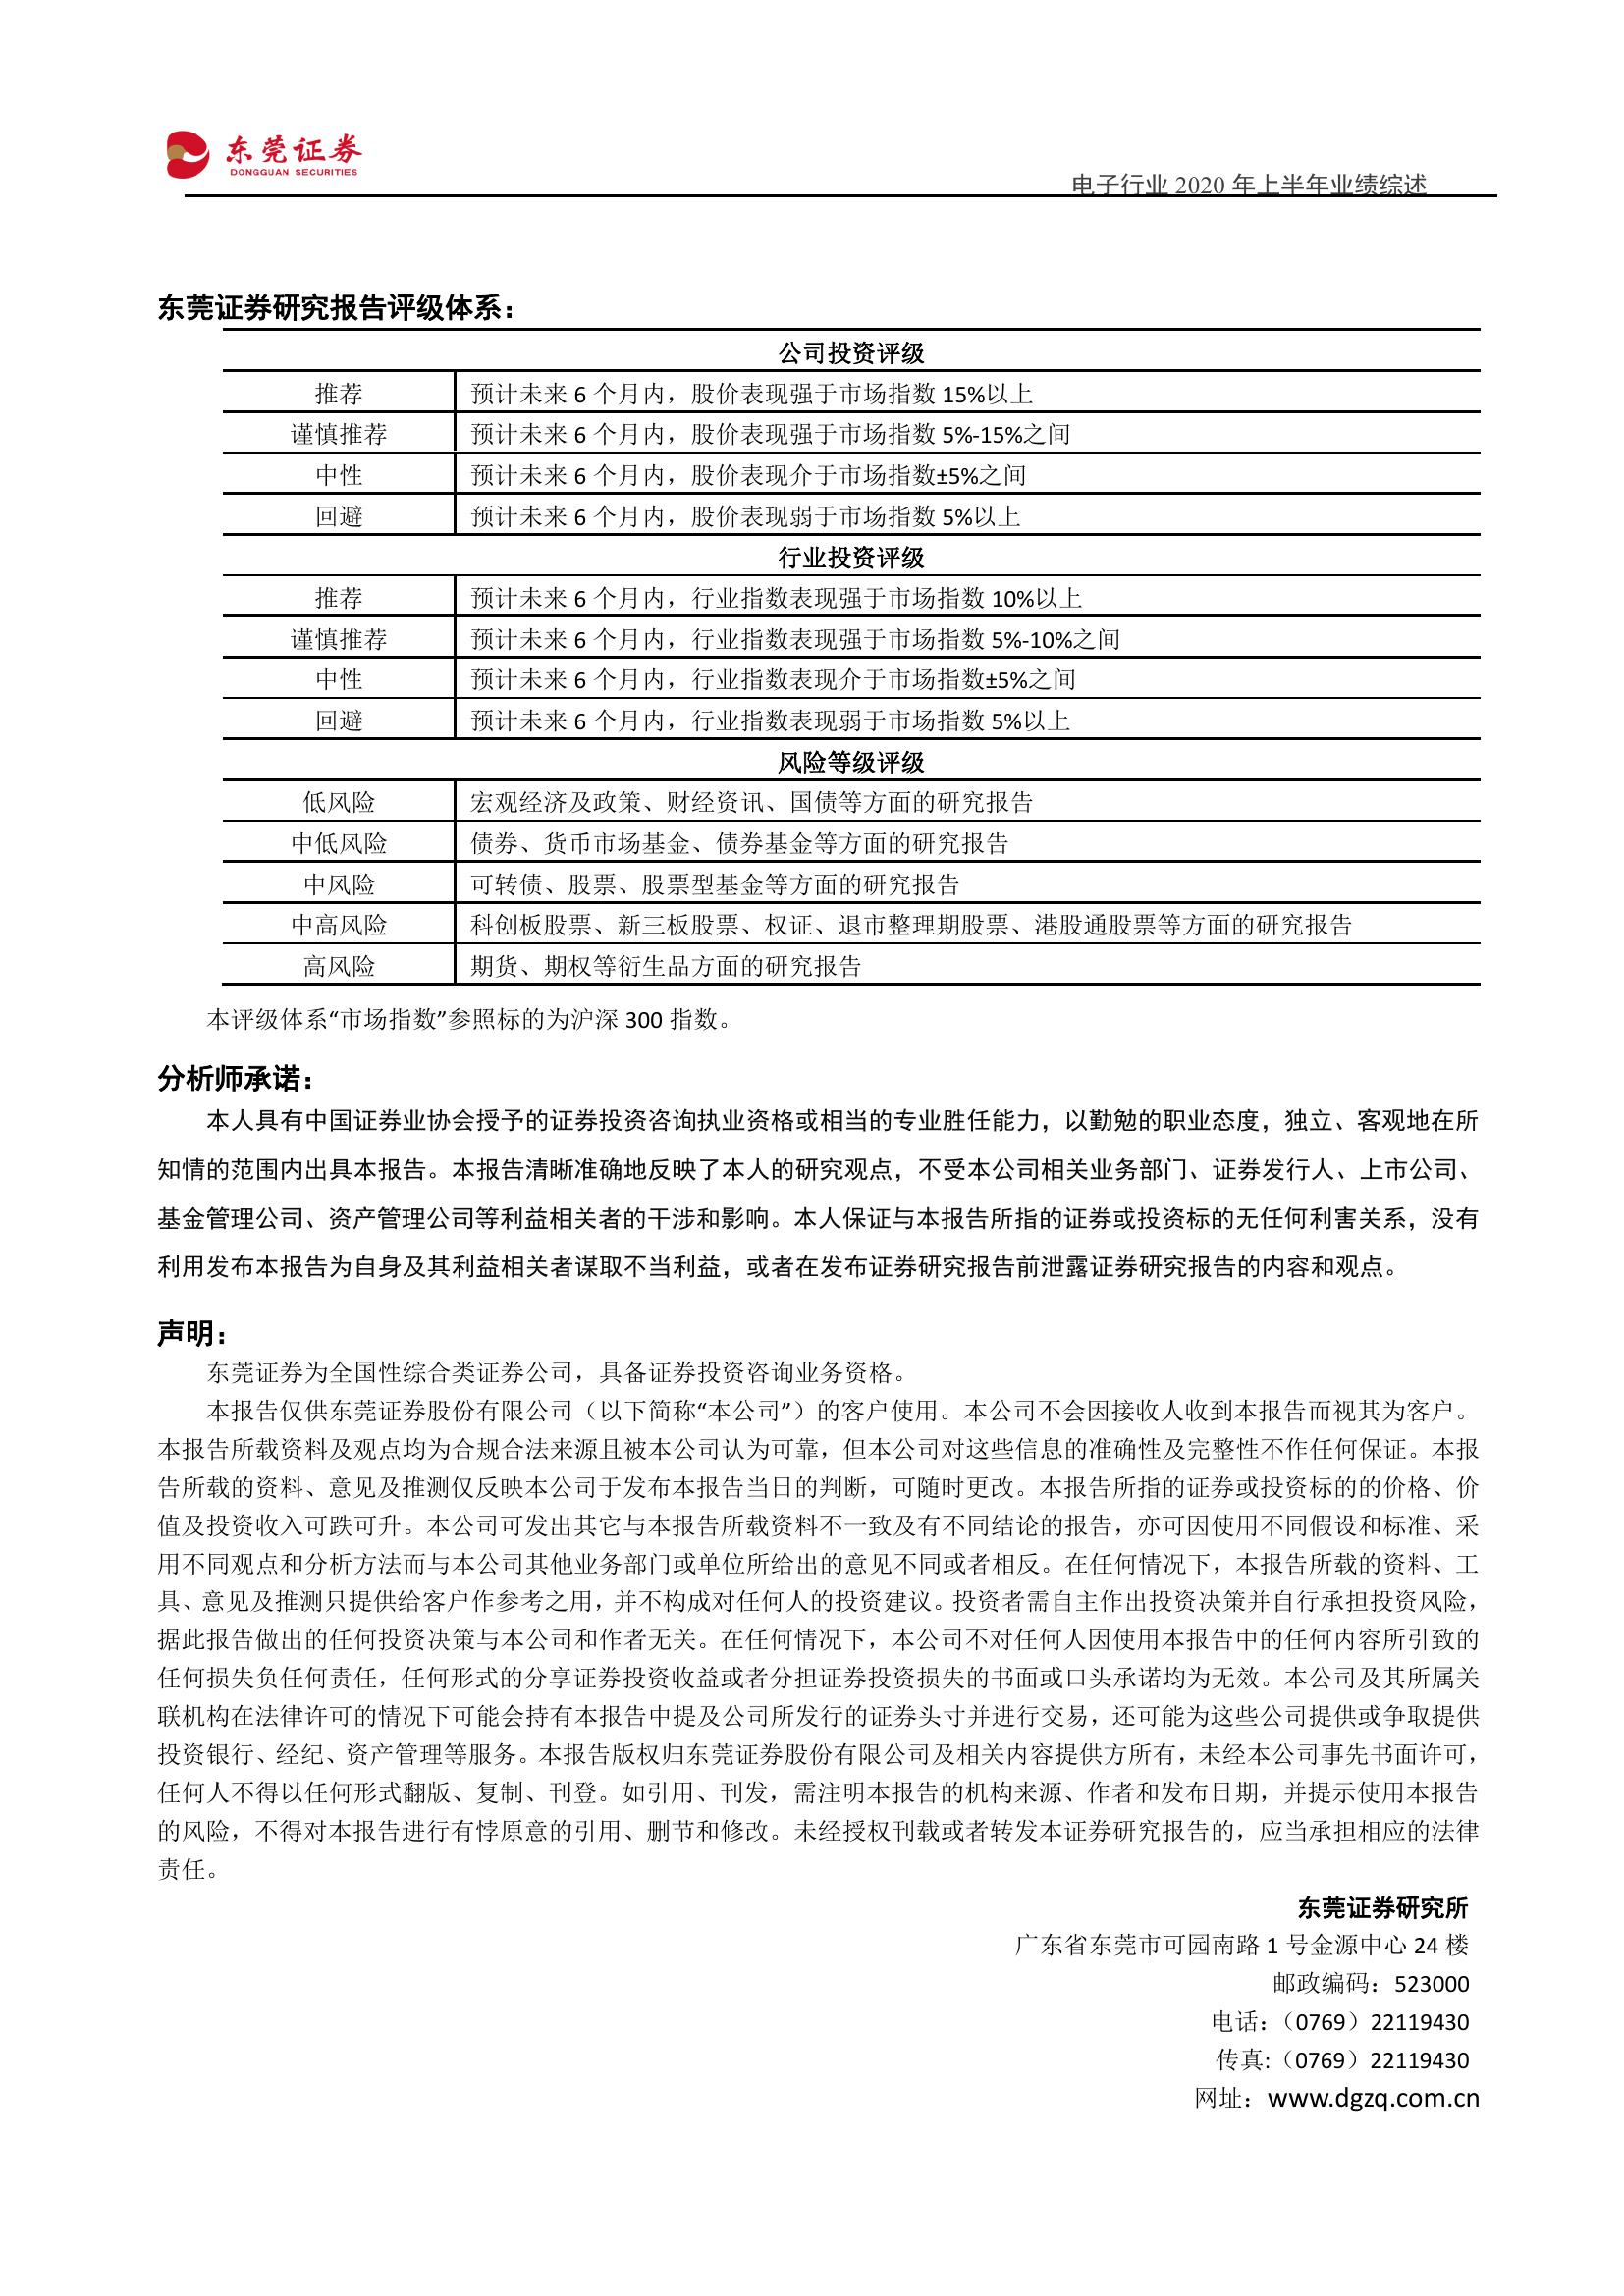 东莞证券
DONGGUAN SECURITIES
电子行业 2020 年上半年业绩综述
东莞证券研究报告评级体系：
公司投资评级
推荐 预计未来 6 个月内，股价表现强于市场指数 15%以上
谨慎推荐 预计未来 6 个月内，股价表现强于市场指数 5%-15%之间
中性 预计未来 6 个月内，股价表现介于市场指数±5%之间
回避 预计未来 6 个月内，股价表现弱于市场指数 5%以上
行业投资评级
推荐 预计未来 6 个月内，行业指数表现强于市场指数 10%以上
谨慎推荐 预计未来 6 个月内，行业指数表现强于市场指数 5%-10%之间
中性 预计未来 6 个月内，行业指数表现介于市场指数±5%之间
回避 预计未来 6 个月内，行业指数表现弱于市场指数 5%以上
风险等级评级
低风险 宏观经济及政策、财经资讯、国债等方面的研究报告
中低风险 债券、货币市场基金、债券基金等方面的研究报告
中风险 可转债、股票、股票型基金等方面的研究报告
中高风险 科创板股票、新三板股票、权证、退市整理期股票、港股通股票等方面的研究报告
高风险 期货、期权等衍生品方面的研究报告
本评级体系“市场指数”参照标的为沪深 300 指数。
分析师承诺：
本人具有中国证券业协会授予的证券投资咨询执业资格或相当的专业胜任能力，以勤勉的职业态度，独立、客观地在所
知情的范围内出具本报告。本报告清晰准确地反映了本人的研究观点，不受本公司相关业务部门、证券发行人、上市公司、
基金管理公司、资产管理公司等利益相关者的干涉和影响。本人保证与本报告所指的证券或投资标的无任何利害关系，没有
利用发布本报告为自身及其利益相关者谋取不当利益，或者在发布证券研究报告前泄露证券研究报告的内容和观点。
声明：
东莞证券为全国性综合类证券公司，具备证券投资咨询业务资格。
本报告仅供东莞证券股份有限公司（以下简称“本公司”）的客户使用。本公司不会因接收人收到本报告而视其为客户。
本报告所载资料及观点均为合规合法来源且被本公司认为可靠，但本公司对这些信息的准确性及完整性不作任何保证。本报
告所载的资料、意见及推测仅反映本公司于发布本报告当日的判断，可随时更改。本报告所指的证券或投资标的的价格、价
值及投资收入可跌可升。本公司可发出其它与本报告所载资料不一致及有不同结论的报告，亦可因使用不同假设和标准、采
用不同观点和分析方法而与本公司其他业务部门或单位所给出的意见不同或者相反。在任何情况下，本报告所载的资料、工
具、意见及推测只提供给客户作参考之用，并不构成对任何人的投资建议。投资者需自主作出投资决策并自行承担投资风险，
据此报告做出的任何投资决策与本公司和作者无关。在任何情况下，本公司不对任何人因使用本报告中的任何内容所引致的
任何损失负任何责任，任何形式的分享证券投资收益或者分担证券投资损失的书面或口头承诺均为无效。本公司及其所属关
联机构在法律许可的情况下可能会持有本报告中提及公司所发行的证券头寸并进行交易，还可能为这些公司提供或争取提供
投资银行、经纪、资产管理等服务。本报告版权归东莞证券股份有限公司及相关内容提供方所有，未经本公司事先书面许可，
任何人不得以任何形式翻版、复制、刊登。如引用、刊发，需注明本报告的机构来源、作者和发布日期，并提示使用本报告
的风险，不得对本报告进行有悖原意的引用、删节和修改。未经授权刊载或者转发本证券研究报告的，应当承担相应的法律
责任。
东莞证券研究所
广东省东莞市可园南路 1 号金源中心 24 楼
邮政编码：523000
电话：（0769）22119430
传真:（0769）22119430
网址：www.dgzq.com.cn